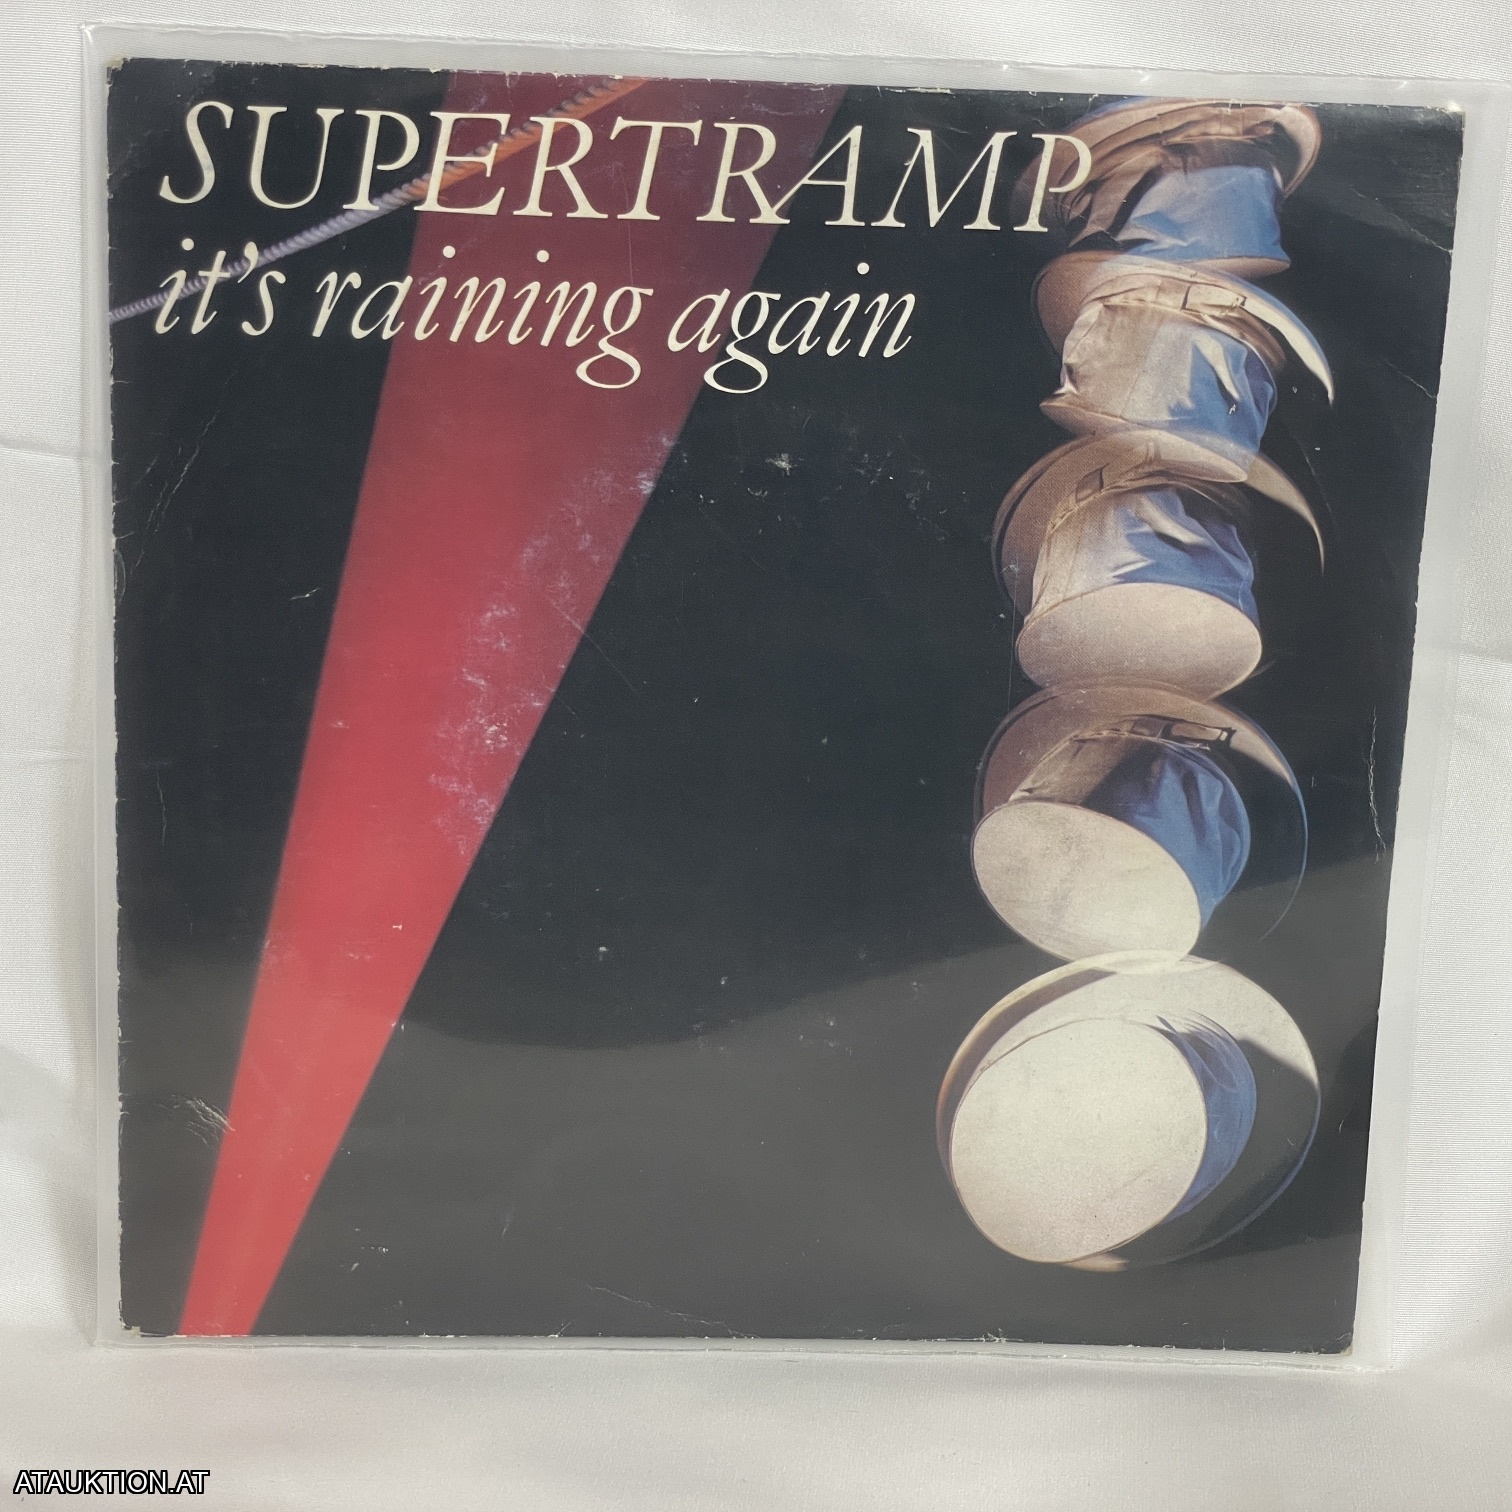 SUPERTRAMP
it's raining again
ATAUKTION.AT